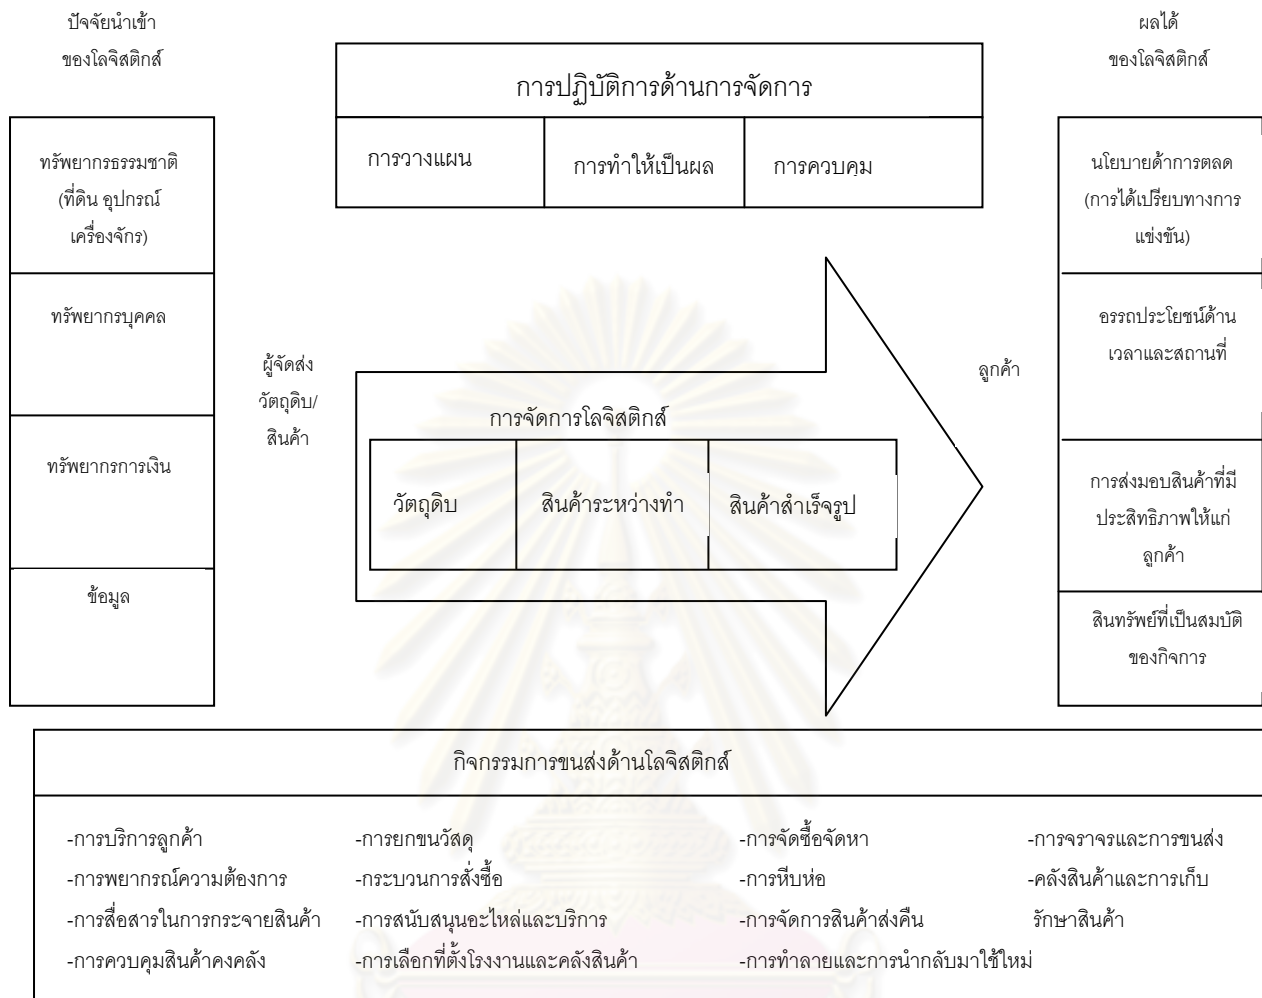 ปัจจัยนำเข้า
ของโลจิสติกส์
ผลได้
ของโลจิสติกส์
การปฏิบัติการด้านการจัดการ
การวางแผน
การทำให้เป็นผล
การควบคุม
ทรัพยากรธรรมชาติ
(ที่ดิน อุปกรณ์
เครื่องจักร)
ทรัพยากรบุคคล
ทรัพยากรการเงิน
ข้อมูล
ผู้จัดส่ง
วัตถุดิบ/
สินค้า
การจัดการโลจิสติกส์
วัตถุดิบ
สินค้าระหว่างทำ
สินค้าสำเร็จรูป
ลูกค้า
นโยบายด้าการตลด
(การได้เปรียบทางการ
แข่งขัน)
อรรถประโยชน์ด้าน
เวลาและสถานที่
การส่งมอบสินค้าที่มี
ประสิทธิภาพให้แก่
ลูกค้า
สินทรัพย์ที่เป็นสมบัติ
ของกิจการ
กิจกรรมการขนส่งด้านโลจิสติกส์
-การบริการลูกค้า
-การพยากรณ์ความต้องการ
-การสื่อสารในการกระจายสินค้า
-การควบคุมสินค้าคงคลัง
-การยกขนวัสดุ
-กระบวนการสั่งซื้อ
-การสนับสนุนอะไหล่และบริการ
-การเลือกที่ตั้งโรงงานและคลังสินค้า
-การจัดซื้อจัดหา
-การหีบห่อ
-การจัดการสินค้าส่งคืน
-การทำลายและการนำกลับมาใช้ใหม่
-การจราจรและการขนส่ง
-คลังสินค้าและการเก็บ
รักษาสินค้า